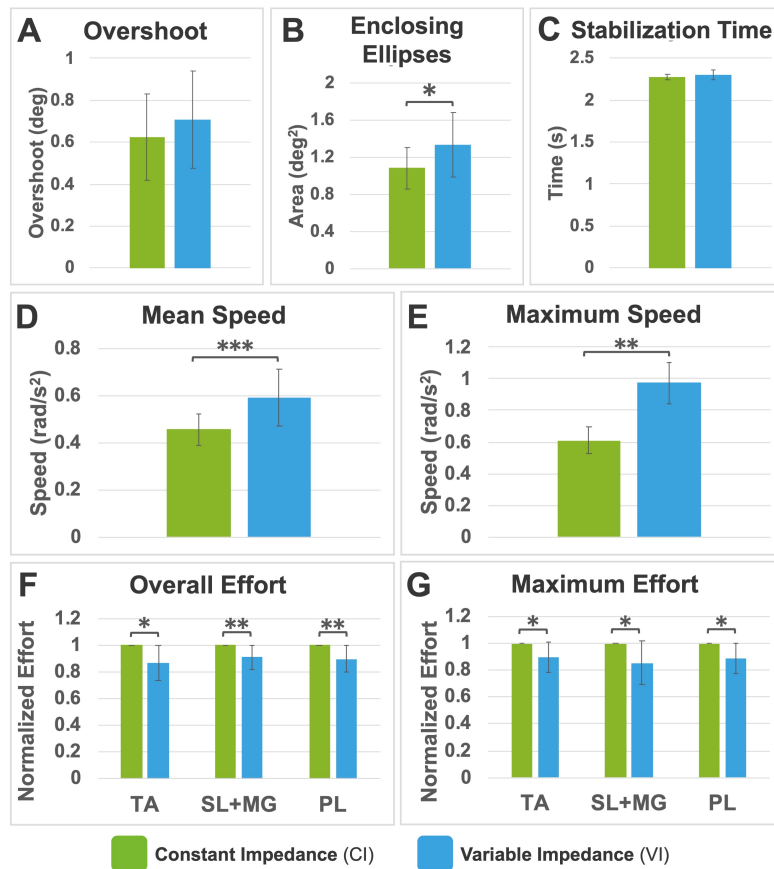 A
Overshoot
Overshoot (deg)
1
0.8
0.6
0.4
0.2
0
B
Enclosing
Ellipses
Area (deg²)
2
1.6
1.2
0.8
0.4
0
*
C
Stabilization Time
Time (s)
2.5
2
1.5
1
0.5
0
D
Mean Speed
Speed (rad/s²)
0.8
0.6
0.4
0.2
0
***
E
Maximum Speed
Speed (rad/s²)
1.2
1
0.8
0.6
0.4
0.2
0
**
F
Overall Effort
Normalized Effort
1.2
1
0.8
0.6
0.4
0.2
0
* ** **
TA SL+MG PL
G
Maximum Effort
Normalized Effort
1.2
1
0.8
0.6
0.4
0.2
0
* * *
TA SL+MG PL
Constant Impedance (CI) Variable Impedance (VI)